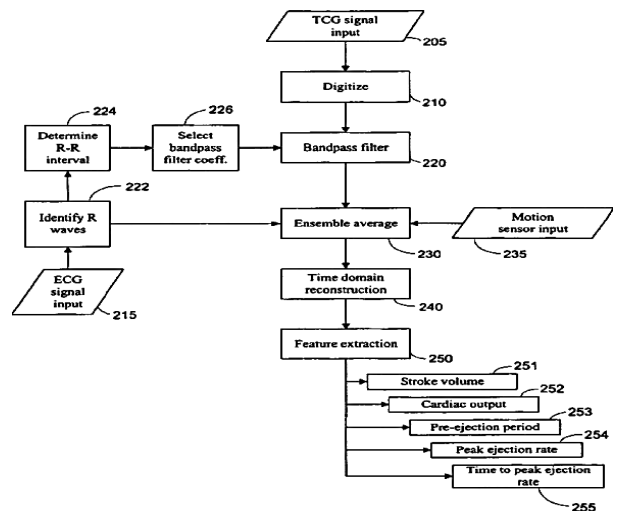 TCG signal
input
205
Digitize
210
224
226
Determine
R-R
interval
Select
bandpass
filter coeff.
Bandpass filter
220
222
Identify R
waves
Ensemble average
230
Motion
sensor input
235
ECG
signal
input
215
Time domain
reconstruction
240
Feature extraction
250
251
Stroke volume
252
Cardiac output
253
Pre-ejection period
254
Peak ejection rate
Time to peak ejection
rate
255